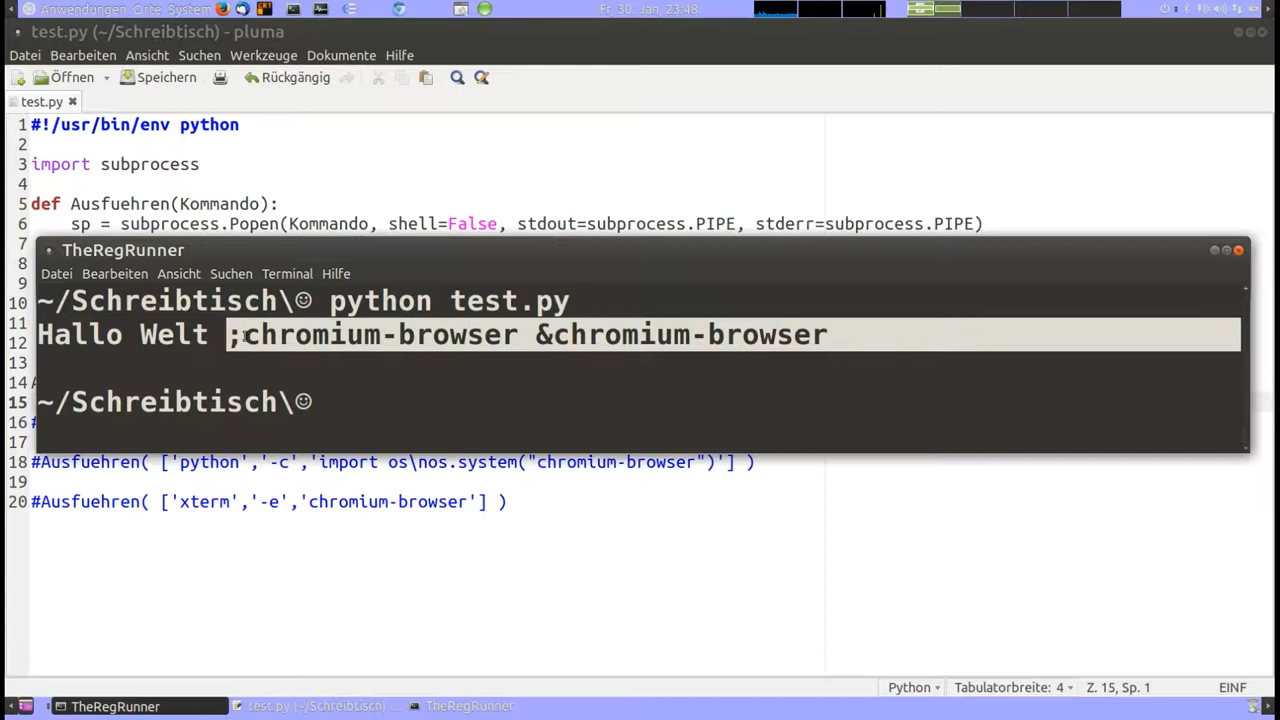 Anwendungen Orte System
Fr, 30. Jan, 23:48
test.py (~/Schreibtisch) - pluma
Datei Bearbeiten Ansicht Suchen Werkzeuge Dokumente Hilfe
Öffnen Speichern Rückgängig
test.py
1 #!/usr/bin/env python
2
3 import subprocess
4
5 def Ausfuehren(Kommando):
6 sp = subprocess.Popen(Kommando, shell=False, stdout=subprocess.PIPE, stderr=subprocess.PIPE)
7
TheRegRunner
8
Datei Bearbeiten Ansicht Suchen Terminal Hilfe
9
10
~/Schreibtisch\☺ python test.py
11
Hallo Welt ;chromium-browser &chromium-browser
12
13
14
15
~/Schreibtisch\☺
16
17
18 #Ausfuehren( ['python','-c','import os\nos.system("chromium-browser")'] )
19
20 #Ausfuehren( ['xterm','-e','chromium-browser'] )
Python Tabulatorbreite: 4 Z. 15, Sp. 1 EINF
TheRegRunner test.py (~/Schreibtisch) ... TheRegRunner